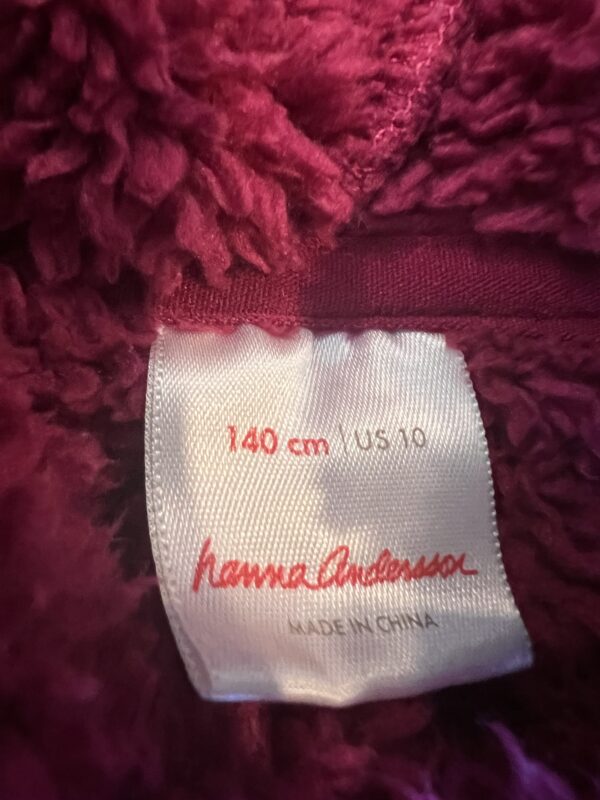 140 cm | US 10
hanna Andersson
MADE IN CHINA